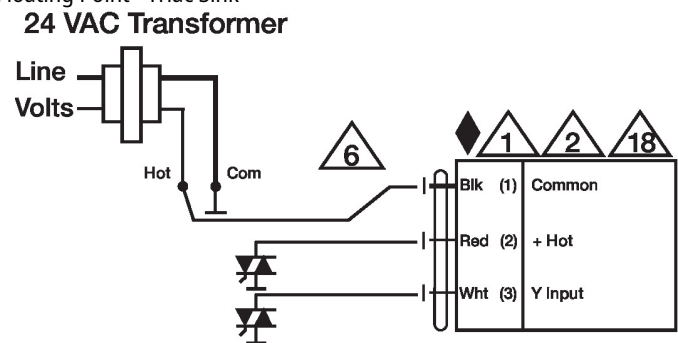 24 VAC Transformer
Line
Volts
Hot
Com
6
1
2
18
Blk (1) Common
Red (2) + Hot
Wht (3) Y Input